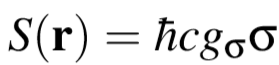 S(𝐫) = ħcg_σσ